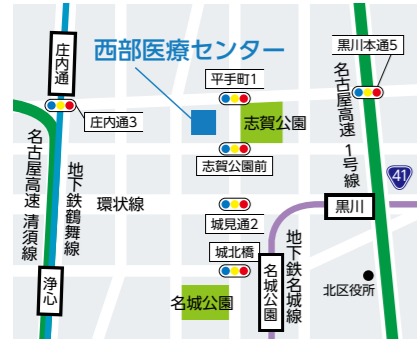 庄内通
西部医療センター
黒川本通5
平手町1
庄内通3
志賀公園
名古屋高速 1号線
志賀公園前
41
名古屋高速 清須線
地下鉄鶴舞線
環状線
黒川
城見通2
地下鉄名城線
城北橋
浄心
名城公園
名城公園
北区役所